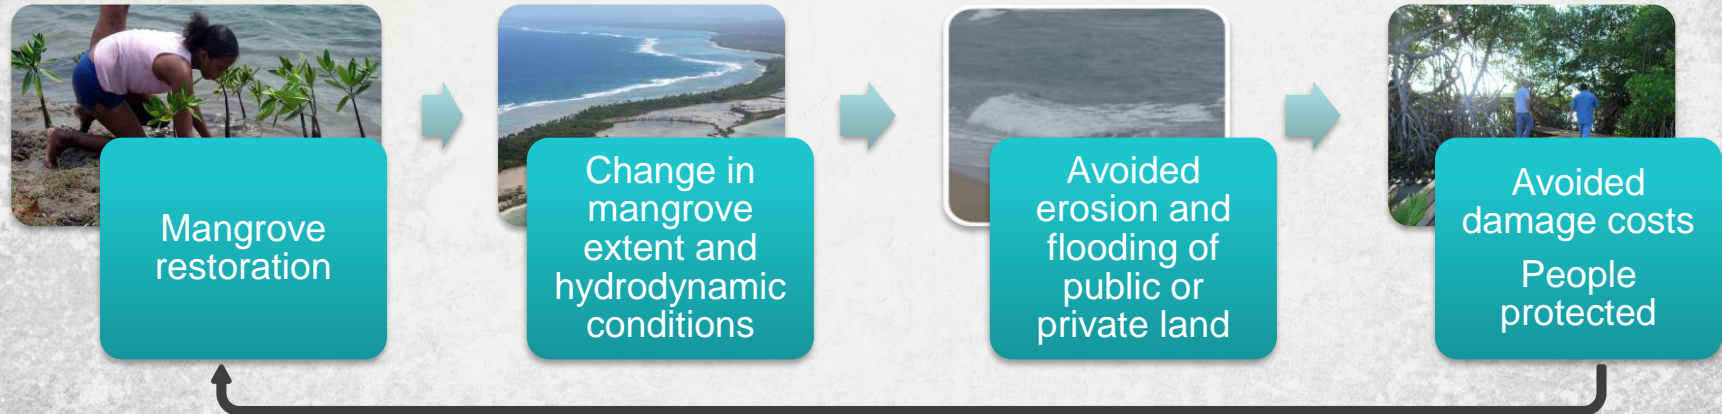 Mangrove
restoration
Change in
mangrove
extent and
hydrodynamic
conditions
Avoided
erosion and
flooding of
public or
private land
Avoided
damage costs
People
protected